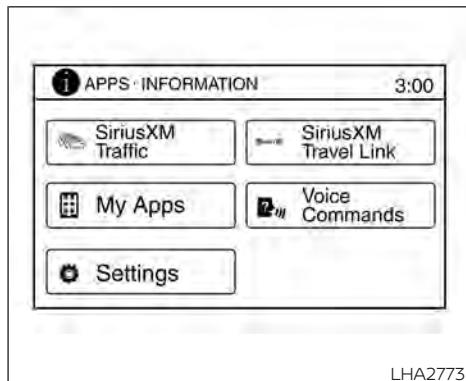 APPS · INFORMATION 3:00
SiriusXM
Traffic
SiriusXM
Travel Link
My Apps
Voice
Commands
Settings
LHA2773